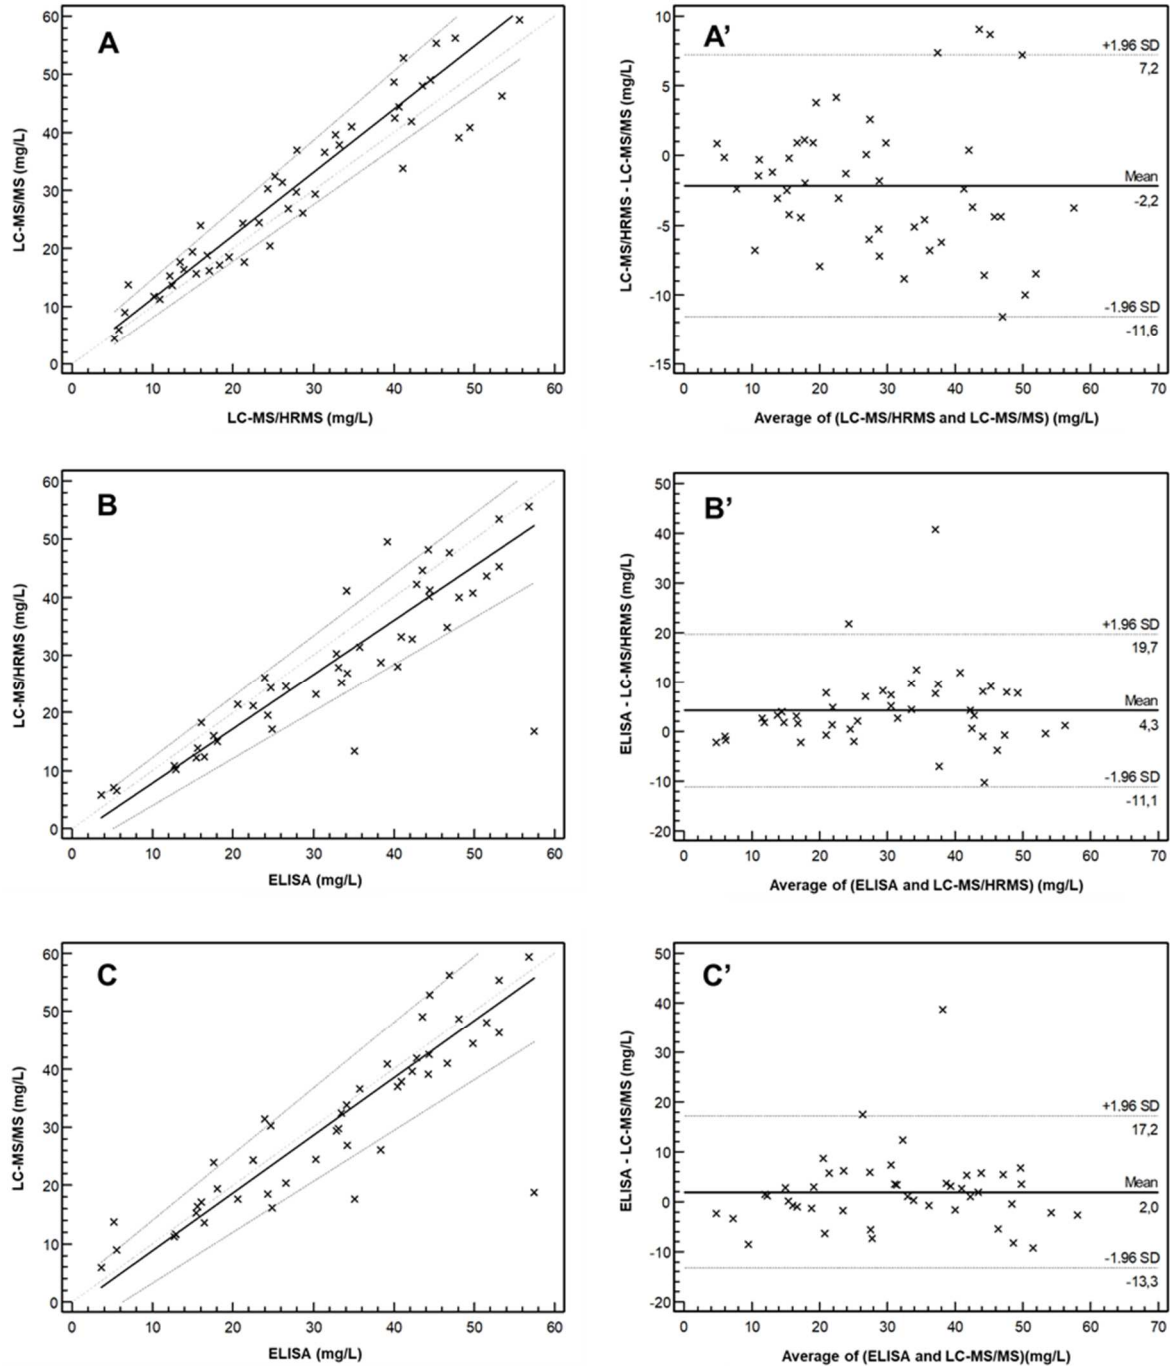 A
LC-MS/MS (mg/L)
60
50
40
30
20
10
0
0 10 20 30 40 50 60
LC-MS/HRMS (mg/L)
A’
LC-MS/HRMS - LC-MS/MS (mg/L)
10
5
0
-5
-10
-15
+1.96 SD
7,2
Mean
-2,2
-1.96 SD
-11,6
0 10 20 30 40 50 60 70
Average of (LC-MS/HRMS and LC-MS/MS) (mg/L)
B
LC-MS/HRMS (mg/L)
60
50
40
30
20
10
0
0 10 20 30 40 50 60
ELISA (mg/L)
B’
ELISA - LC-MS/HRMS (mg/L)
50
40
30
20
10
0
-10
-20
+1.96 SD
19,7
Mean
4,3
-1.96 SD
-11,1
0 10 20 30 40 50 60 70
Average of (ELISA and LC-MS/HRMS) (mg/L)
C
LC-MS/MS (mg/L)
60
50
40
30
20
10
0
0 10 20 30 40 50 60
ELISA (mg/L)
C’
ELISA - LC-MS/MS (mg/L)
50
40
30
20
10
0
-10
-20
+1.96 SD
17,2
Mean
2,0
-1.96 SD
-13,3
0 10 20 30 40 50 60 70
Average of (ELISA and LC-MS/MS)(mg/L)